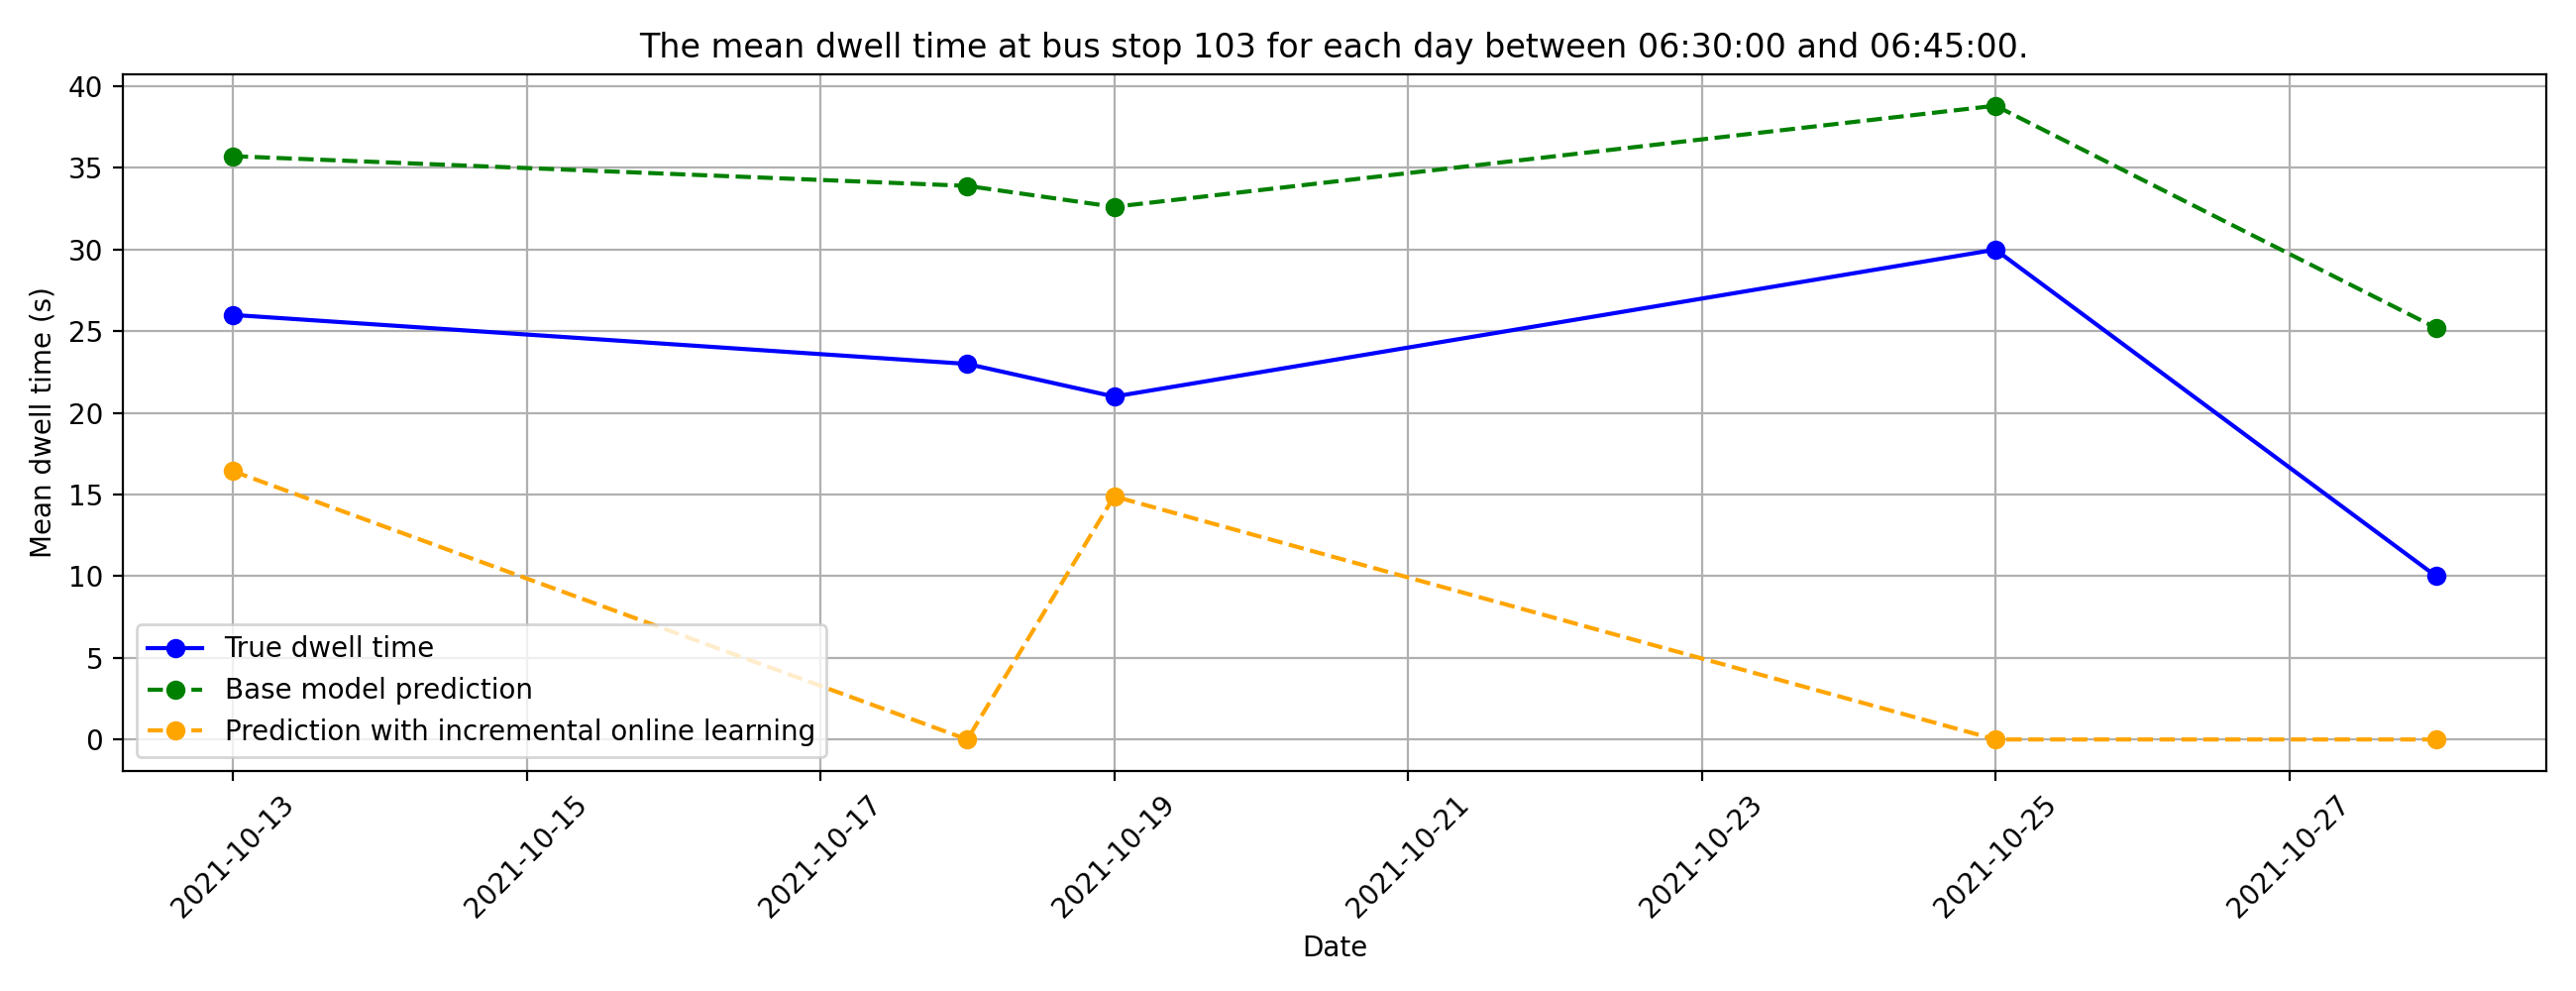 The mean dwell time at bus stop 103 for each day between 06:30:00 and 06:45:00.
Mean dwell time (s)
40
35
30
25
20
15
10
5
0
True dwell time
Base model prediction
Prediction with incremental online learning
2021-10-13
2021-10-15
2021-10-17
2021-10-19
2021-10-21
2021-10-23
2021-10-25
2021-10-27
Date